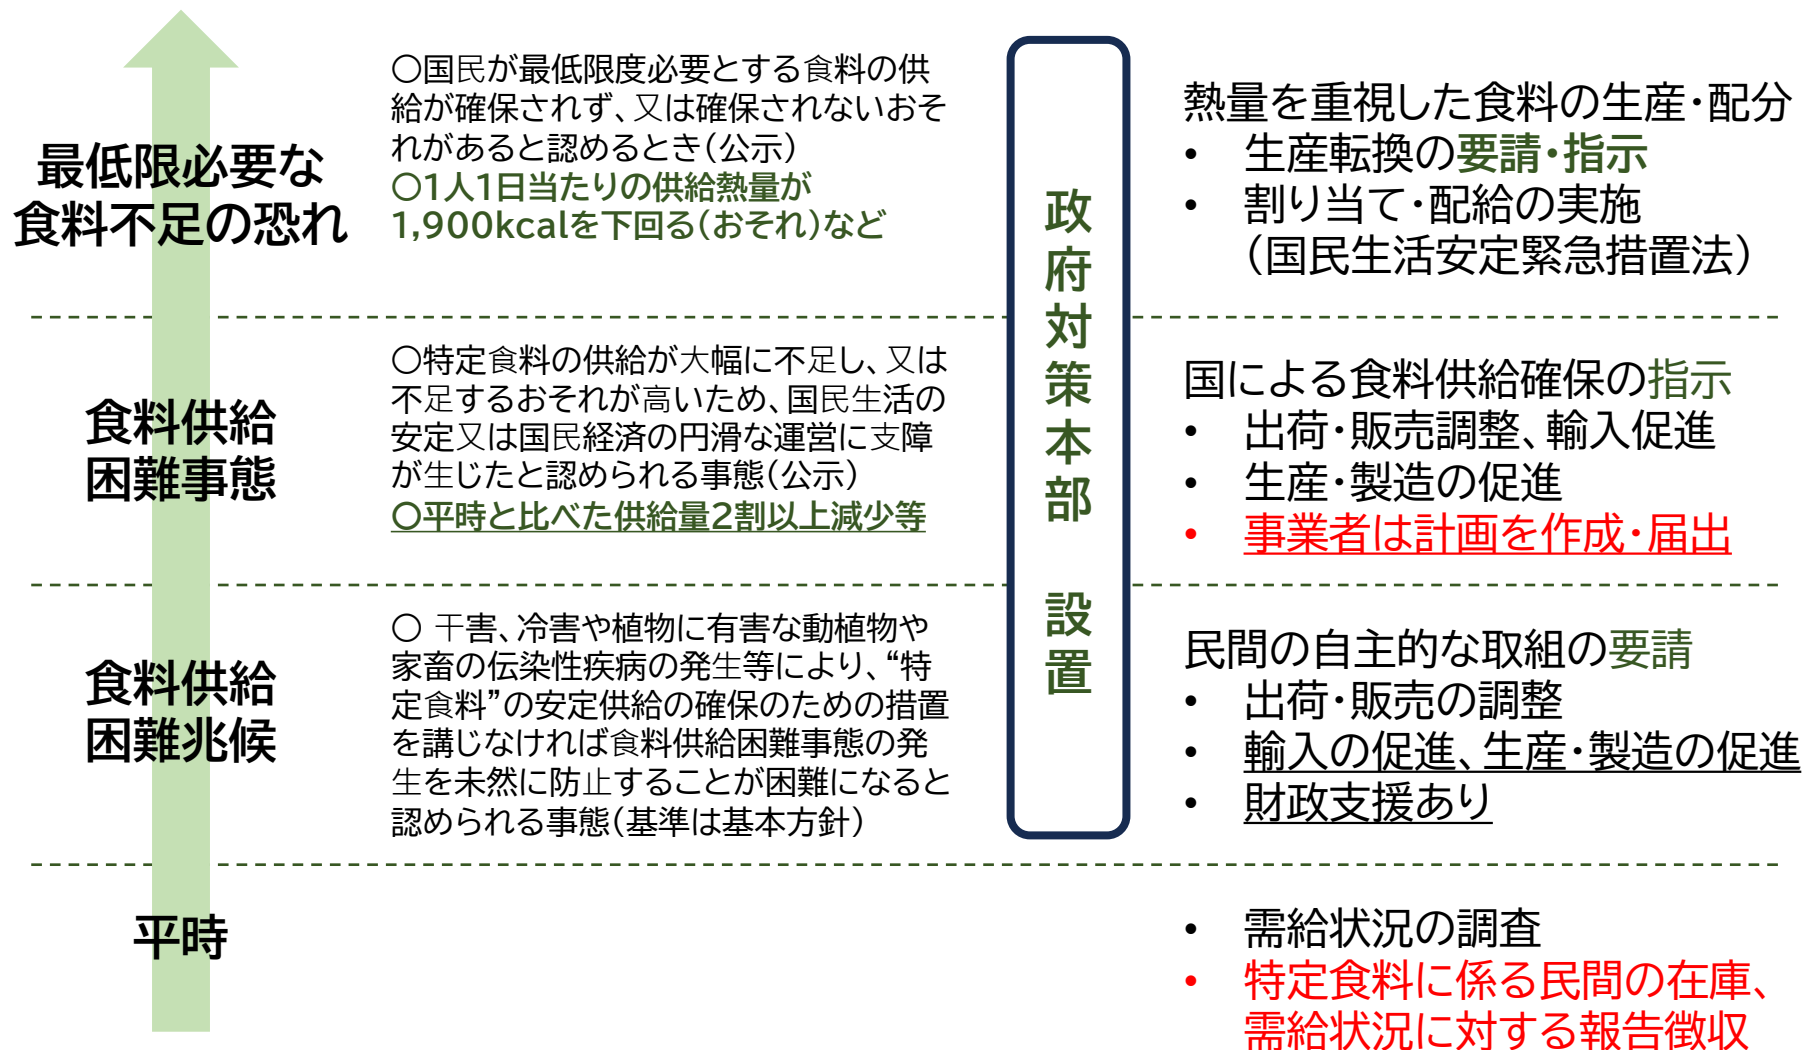 最低限必要な
食料不足の恐れ
〇国民が最低限度必要とする食料の供
給が確保されず、又は確保されないおそ
れがあると認めるとき（公示）
〇1人1日当たりの供給熱量が
1,900kcalを下回る（おそれ）など
熱量を重視した食料の生産・配分
• 生産転換の要請・指示
• 割り当て・配給の実施
（国民生活安定緊急措置法）
政府対策本部 設置
食料供給
困難事態
〇特定食料の供給が大幅に不足し、又は
不足するおそれが高いため、国民生活の
安定又は国民経済の円滑な運営に支障
が生じたと認められる事態（公示）
〇平時と比べた供給量2割以上減少等
国による食料供給確保の指示
• 出荷・販売調整、輸入促進
• 生産・製造の促進
• 事業者は計画を作成・届出
食料供給
困難兆候
〇 干害、冷害や植物に有害な動植物や
家畜の伝染性疾病の発生等により、“特
定食料”の安定供給の確保のための措置
を講じなければ食料供給困難事態の発
生を未然に防止することが困難になると
認められる事態（基準は基本方針）
民間の自主的な取組の要請
• 出荷・販売の調整
• 輸入の促進、生産・製造の促進
• 財政支援あり
平時
• 需給状況の調査
• 特定食料に係る民間の在庫、
需給状況に対する報告徴収